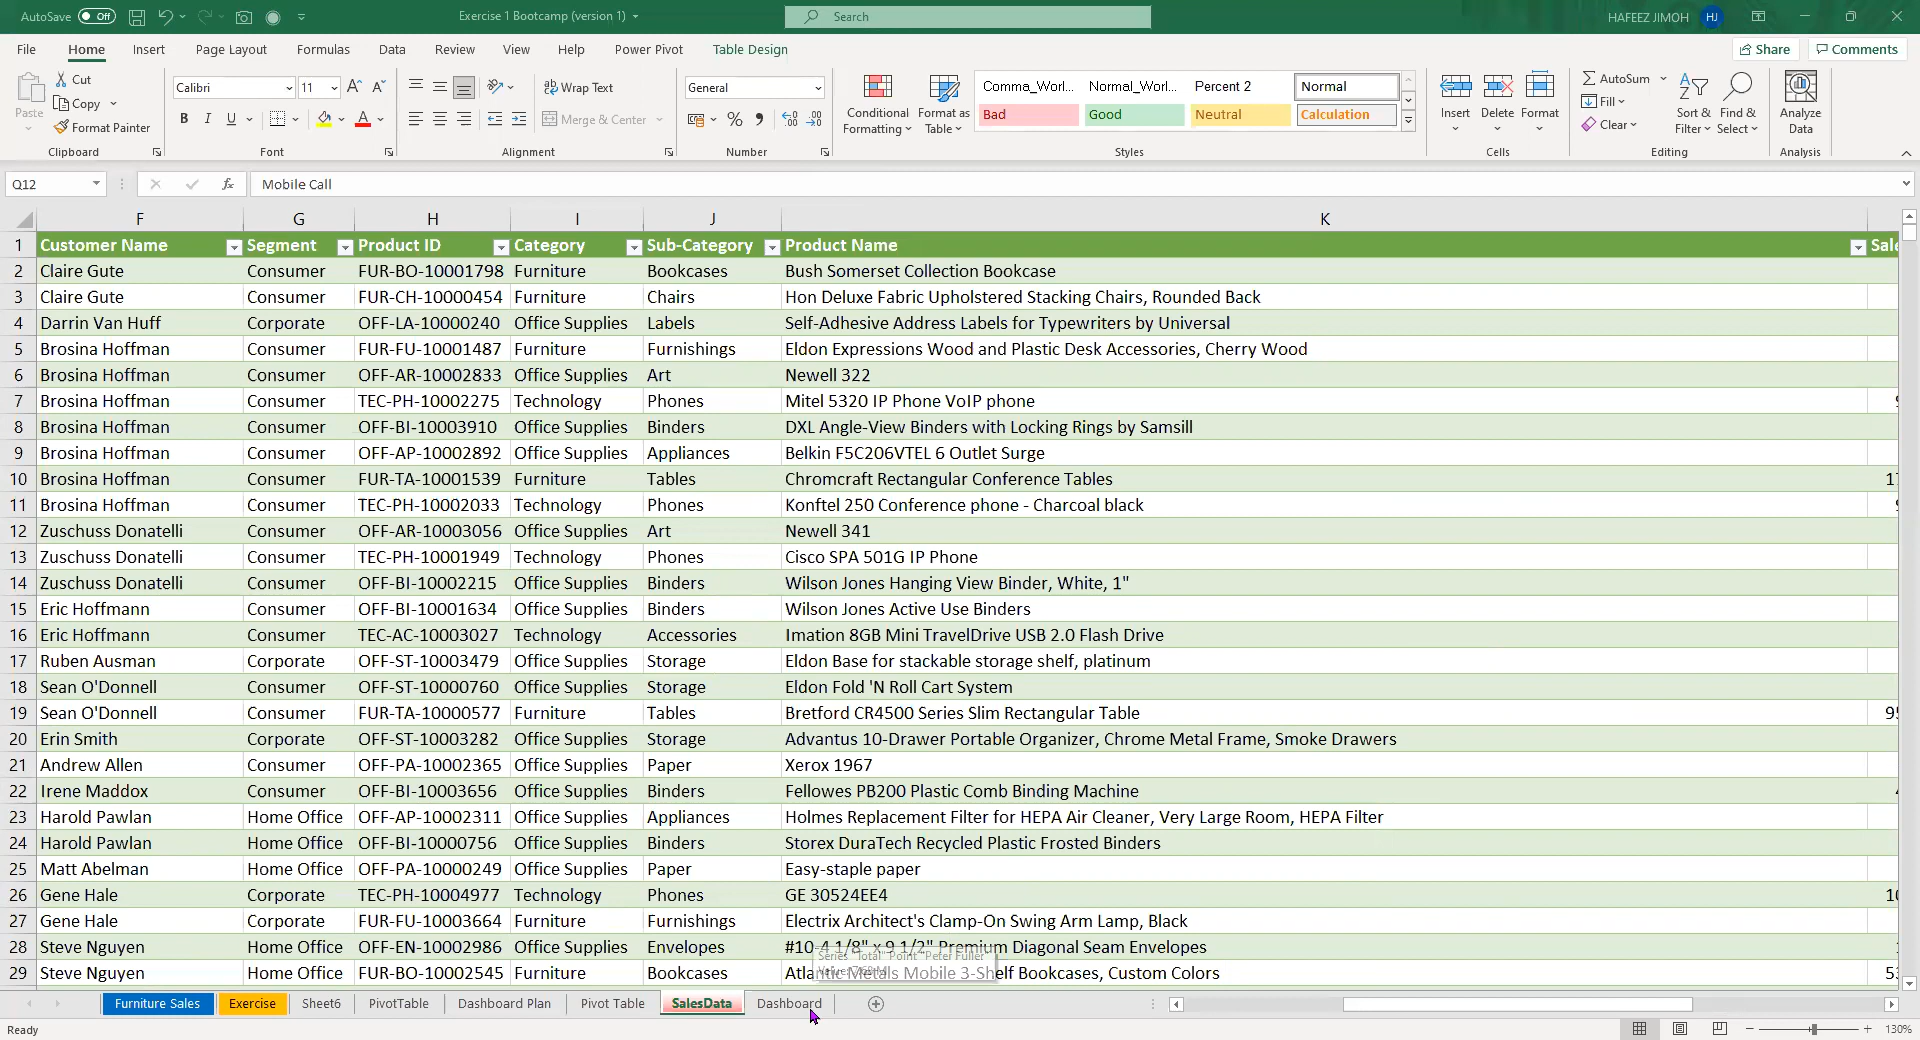 AutoSave Off Exercise 1 Bootcamp (version 1) Search HAFEEZ JIMOH HJ
File Home Insert Page Layout Formulas Data Review View Help Power Pivot Table Design Share Comments
Paste Cut Copy Format Painter
Calibri 11
B I U
Wrap Text
Merge & Center
General
Conditional Formatting
Format as Table
Comma_Worl... Normal_Worl... Percent 2 Normal
Bad Good Neutral Calculation
Insert Delete Format
AutoSum
Fill
Clear
Sort & Filter
Find & Select
Analyze Data
Clipboard Font Alignment Number Styles Cells Editing Analysis
Q12 fx Mobile Call
F G H I J K
1 Customer Name Segment Product ID Category Sub-Category Product Name
2 Claire Gute Consumer FUR-BO-10001798 Furniture Bookcases Bush Somerset Collection Bookcase
3 Claire Gute Consumer FUR-CH-10000454 Furniture Chairs Hon Deluxe Fabric Upholstered Stacking Chairs, Rounded Back
4 Darrin Van Huff Corporate OFF-LA-10000240 Office Supplies Labels Self-Adhesive Address Labels for Typewriters by Universal
5 Brosina Hoffman Consumer FUR-FU-10001487 Furniture Furnishings Eldon Expressions Wood and Plastic Desk Accessories, Cherry Wood
6 Brosina Hoffman Consumer OFF-AR-10002833 Office Supplies Art Newell 322
7 Brosina Hoffman Consumer TEC-PH-10002275 Technology Phones Mitel 5320 IP Phone VoIP phone
8 Brosina Hoffman Consumer OFF-BI-10003910 Office Supplies Binders DXL Angle-View Binders with Locking Rings by Samsill
9 Brosina Hoffman Consumer OFF-AP-10002892 Office Supplies Appliances Belkin F5C206VTEL 6 Outlet Surge
10 Brosina Hoffman Consumer FUR-TA-10001539 Furniture Tables Chromcraft Rectangular Conference Tables
11 Brosina Hoffman Consumer TEC-PH-10002033 Technology Phones Konftel 250 Conference phone - Charcoal black
12 Zuschuss Donatelli Consumer OFF-AR-10003056 Office Supplies Art Newell 341
13 Zuschuss Donatelli Consumer TEC-PH-10001949 Technology Phones Cisco SPA 501G IP Phone
14 Zuschuss Donatelli Consumer OFF-BI-10002215 Office Supplies Binders Wilson Jones Hanging View Binder, White, 1"
15 Eric Hoffmann Consumer OFF-BI-10001634 Office Supplies Binders Wilson Jones Active Use Binders
16 Eric Hoffmann Consumer TEC-AC-10003027 Technology Accessories Imation 8GB Mini TravelDrive USB 2.0 Flash Drive
17 Ruben Ausman Corporate OFF-ST-10003479 Office Supplies Storage Eldon Base for stackable storage shelf, platinum
18 Sean O'Donnell Consumer OFF-ST-10000760 Office Supplies Storage Eldon Fold 'N Roll Cart System
19 Sean O'Donnell Consumer FUR-TA-10000577 Furniture Tables Bretford CR4500 Series Slim Rectangular Table
20 Erin Smith Corporate OFF-ST-10003282 Office Supplies Storage Advantus 10-Drawer Portable Organizer, Chrome Metal Frame, Smoke Drawers
21 Andrew Allen Consumer OFF-PA-10002365 Office Supplies Paper Xerox 1967
22 Irene Maddox Consumer OFF-BI-10003656 Office Supplies Binders Fellowes PB200 Plastic Comb Binding Machine
23 Harold Pawlan Home Office OFF-AP-10002311 Office Supplies Appliances Holmes Replacement Filter for HEPA Air Cleaner, Very Large Room, HEPA Filter
24 Harold Pawlan Home Office OFF-BI-10000756 Office Supplies Binders Storex DuraTech Recycled Plastic Frosted Binders
25 Matt Abelman Home Office OFF-PA-10000249 Office Supplies Paper Easy-staple paper
26 Gene Hale Corporate TEC-PH-10004977 Technology Phones GE 30524EE4
27 Gene Hale Corporate FUR-FU-10003664 Furniture Furnishings Electrix Architect's Clamp-On Swing Arm Lamp, Black
28 Steve Nguyen Home Office OFF-EN-10002986 Office Supplies Envelopes #10-4 1/8" x 9 1/2" Premium Diagonal Seam Envelopes
Series "Total" Point "Peter Fuller"
29 Steve Nguyen Home Office FUR-BO-10002545 Furniture Bookcases Atlantic Metals Mobile 3-Shelf Bookcases, Custom Colors
Furniture Sales Exercise Sheet6 PivotTable Dashboard Plan Pivot Table SalesData Dashboard
Ready 130%